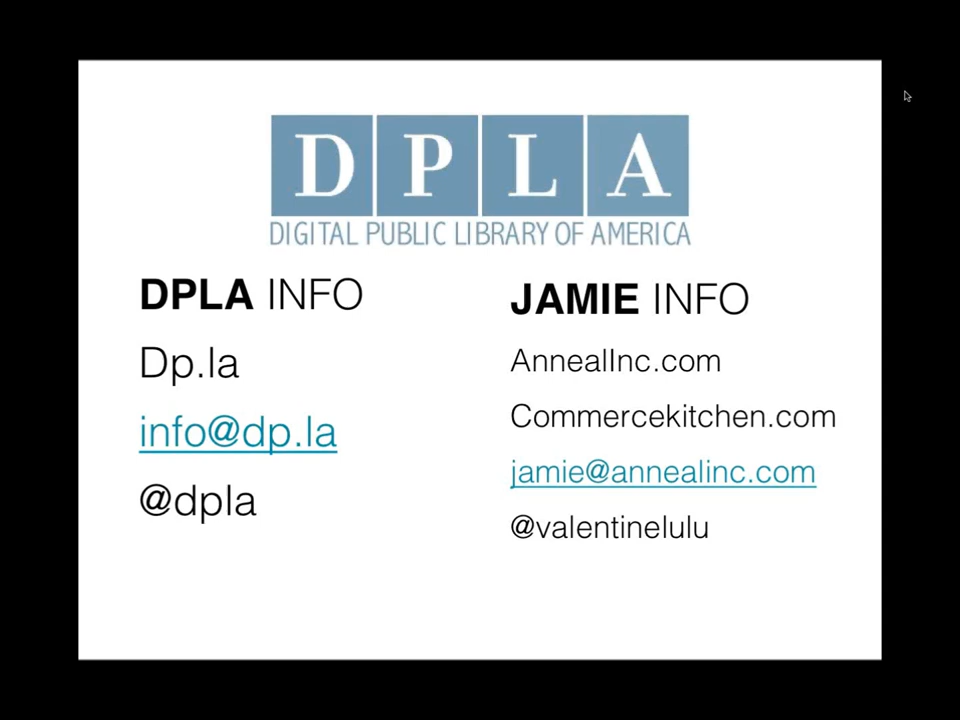 D P L A
DIGITAL PUBLIC LIBRARY OF AMERICA
DPLA INFO
Dp.la
info@dp.la
@dpla
JAMIE INFO
AnnealInc.com
Commercekitchen.com
jamie@annealinc.com
@valentinelulu